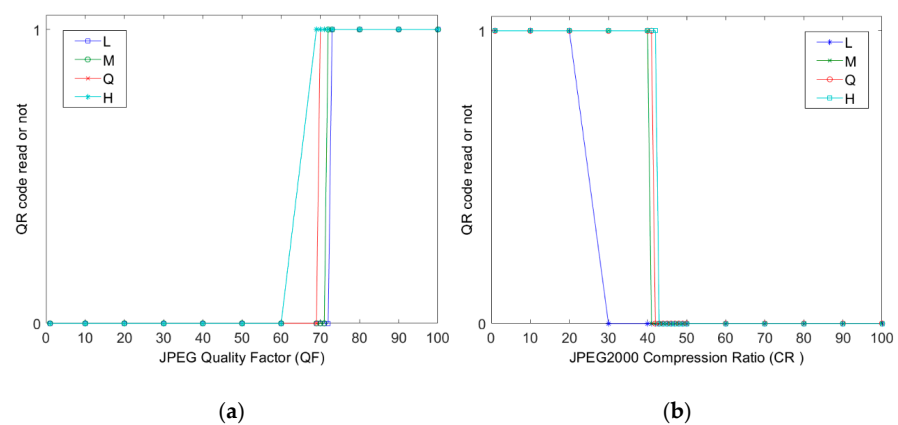 1
L
M
Q
H
QR code read or not
0
0 10 20 30 40 50 60 70 80 90 100
JPEG Quality Factor (QF)
(a)
1
L
M
Q
H
QR code read or not
0
0 10 20 30 40 50 60 70 80 90 100
JPEG2000 Compression Ratio (CR )
(b)